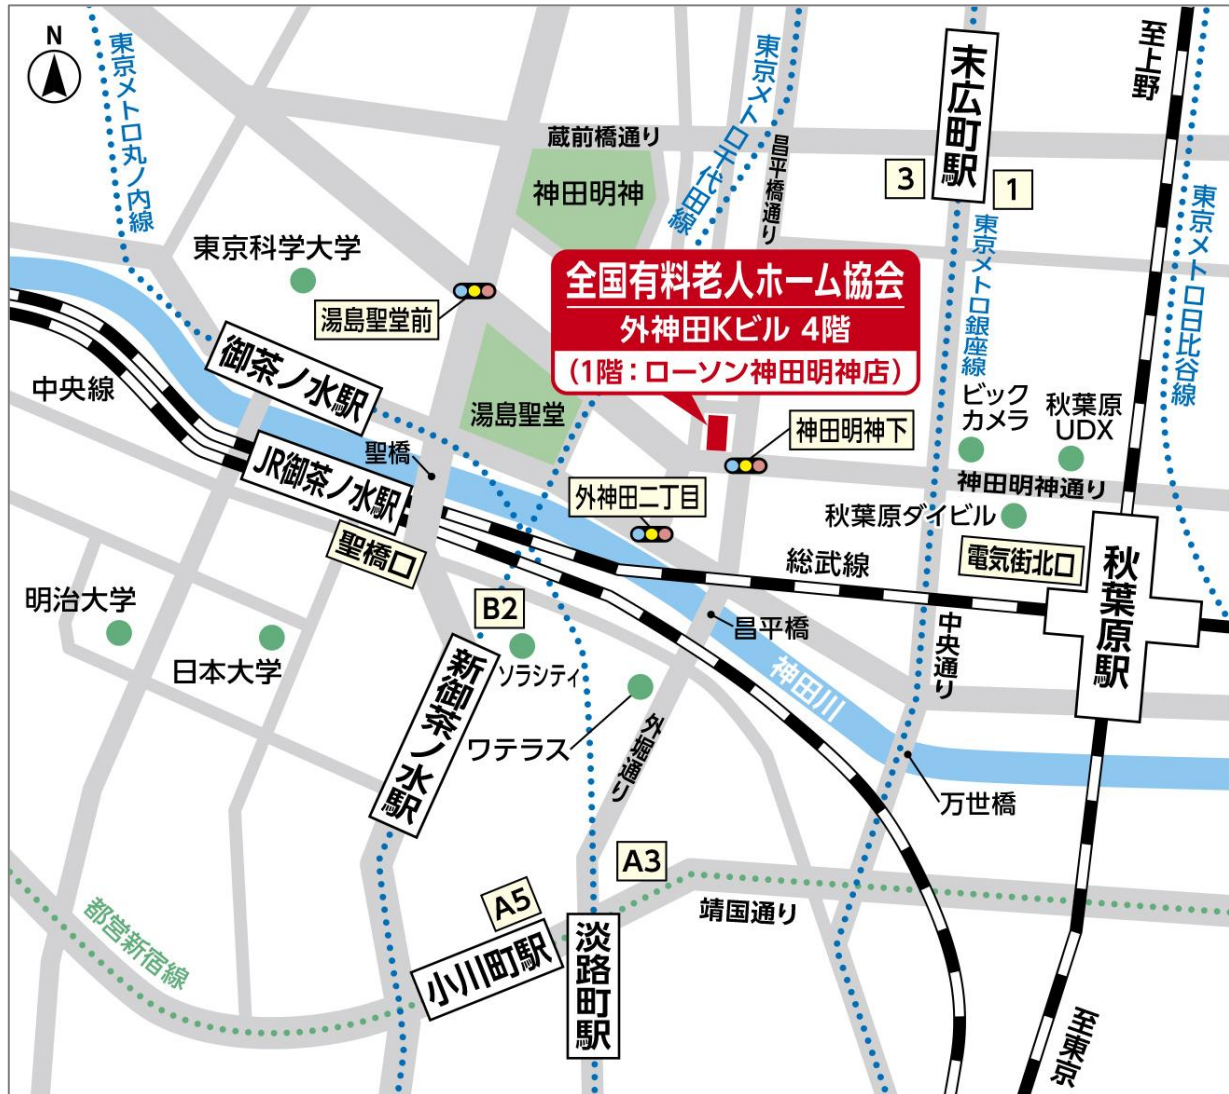 N
東京メトロ丸ノ内線
蔵前橋通り
東京メトロ千代田線
昌平橋通り
末広町駅
3
1
至上野
神田明神
東京メトロ銀座線
東京メトロ日比谷線
東京科学大学
湯島聖堂前
全国有料老人ホーム協会
外神田Kビル 4階
(1階：ローソン神田明神店)
御茶ノ水駅
中央線
湯島聖堂
神田明神下
ビック
カメラ
秋葉原
UDX
聖橋
JR御茶ノ水駅
聖橋口
外神田二丁目
神田明神通り
秋葉原ダイビル
総武線
電気街北口
秋葉原駅
明治大学
日本大学
B2
ソラシティ
新御茶ノ水駅
昌平橋
神田川
中央通り
ワテラス
外堀通り
万世橋
A3
A5
靖国通り
都営新宿線
小川町駅
淡路町駅
至東京